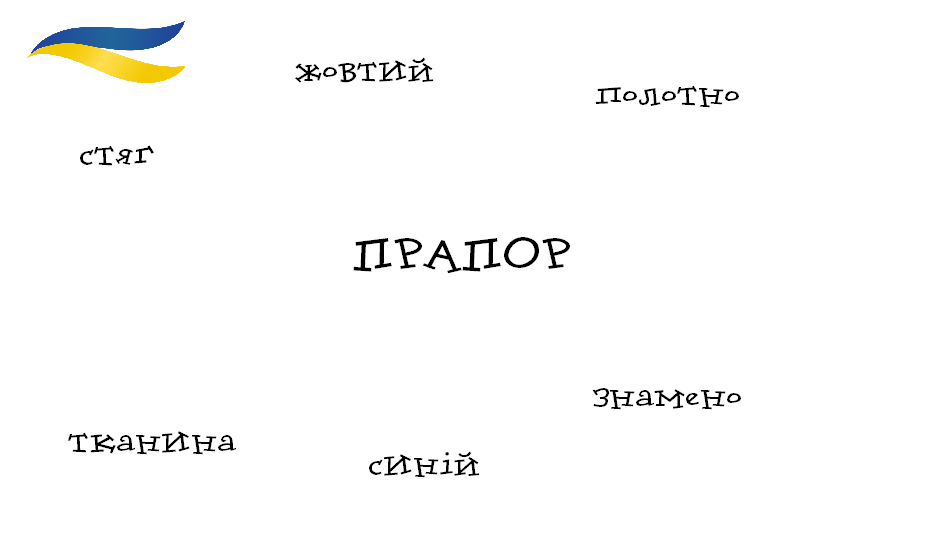 жовтий
полотно
стяг
ПРАПОР
знамено
тканина
синій